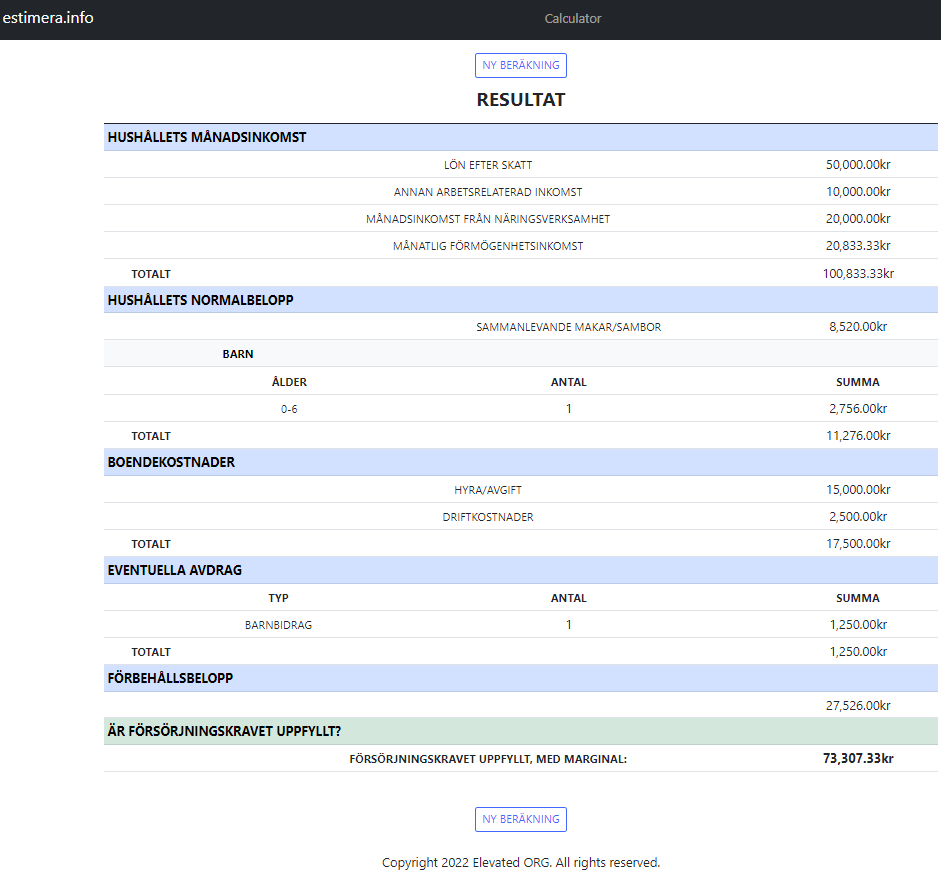 estimera.info Calculator
NY BERÄKNING
RESULTAT
HUSHÅLLETS MÅNADSINKOMST
LÖN EFTER SKATT 50,000.00kr
ANNAN ARBETSRELATERAD INKOMST 10,000.00kr
MÅNADSINKOMST FRÅN NÄRINGSVERKSAMHET 20,000.00kr
MÅNATLIG FÖRMÖGENHETSINKOMST 20,833.33kr
TOTALT 100,833.33kr
HUSHÅLLETS NORMALBELOPP
SAMMANLEVANDE MAKAR/SAMBOR 8,520.00kr
BARN
ÅLDER ANTAL SUMMA
0-6 1 2,756.00kr
TOTALT 11,276.00kr
BOENDEKOSTNADER
HYRA/AVGIFT 15,000.00kr
DRIFTKOSTNADER 2,500.00kr
TOTALT 17,500.00kr
EVENTUELLA AVDRAG
TYP ANTAL SUMMA
BARNBIDRAG 1 1,250.00kr
TOTALT 1,250.00kr
FÖRBEHÅLLSBELOPP
27,526.00kr
ÄR FÖRSÖRJNINGSKRAVET UPPFYLLT?
FÖRSÖRJNINGSKRAVET UPPFYLLT, MED MARGINAL: 73,307.33kr
NY BERÄKNING
Copyright 2022 Elevated ORG. All rights reserved.